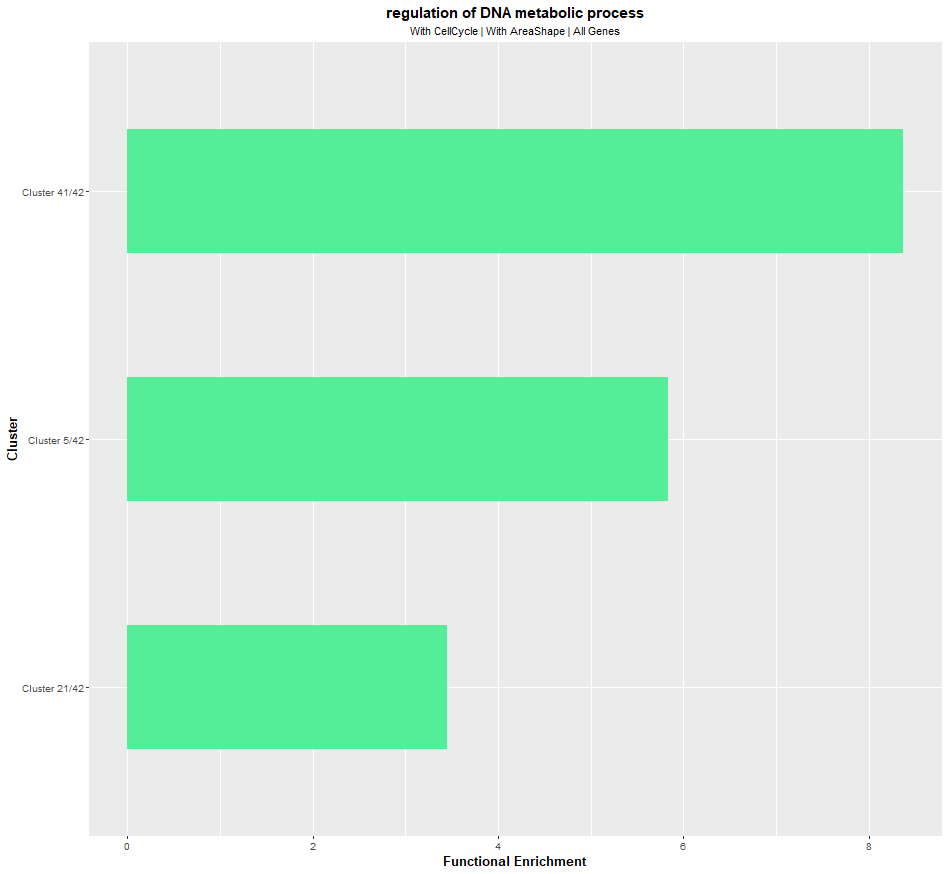 regulation of DNA metabolic process
With CellCycle | With AreaShape | All Genes
Cluster
Cluster 41/42
Cluster 5/42
Cluster 21/42
0 2 4 6 8
Functional Enrichment